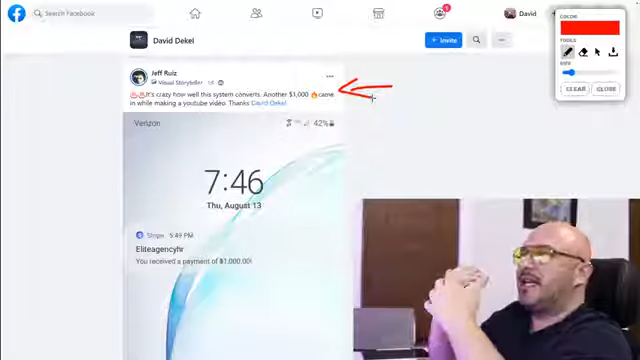 Search Facebook
David
David Dekel
Invite
Jeff Ruiz
Visual Storyteller
It's crazy how well this system converts. Another $1,000 🔥came
in while making a youtube video. Thanks David Dekel
Verizon
42%
7:46
Thu, August 13
Stripe 5:49 PM
Eliteagencyhr
You received a payment of $1,000.00!
COLOR
TOOLS
SIZE
CLEAR
CLOSE